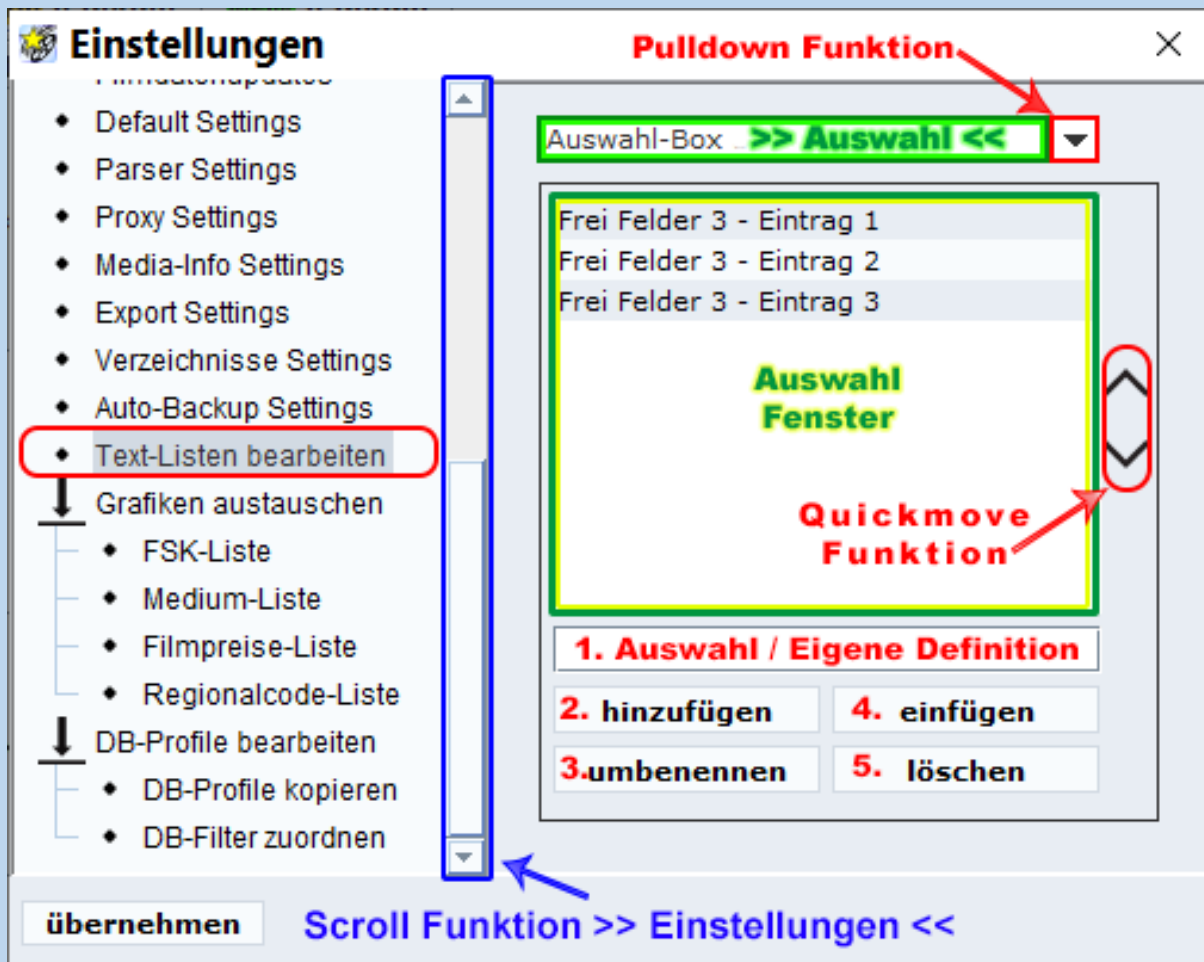 Einstellungen
Pulldown Funktion
Filmdatenupdates
Default Settings
Parser Settings
Proxy Settings
Media-Info Settings
Export Settings
Verzeichnisse Settings
Auto-Backup Settings
Text-Listen bearbeiten
Grafiken austauschen
FSK-Liste
Medium-Liste
Filmpreise-Liste
Regionalcode-Liste
DB-Profile bearbeiten
DB-Profile kopieren
DB-Filter zuordnen
Auswahl-Box ... >> Auswahl <<
Frei Felder 3 - Eintrag 1
Frei Felder 3 - Eintrag 2
Frei Felder 3 - Eintrag 3
Auswahl
Fenster
Quickmove
Funktion
1. Auswahl / Eigene Definition
2. hinzufügen
4. einfügen
3. umbenennen
5. löschen
übernehmen
Scroll Funktion >> Einstellungen <<